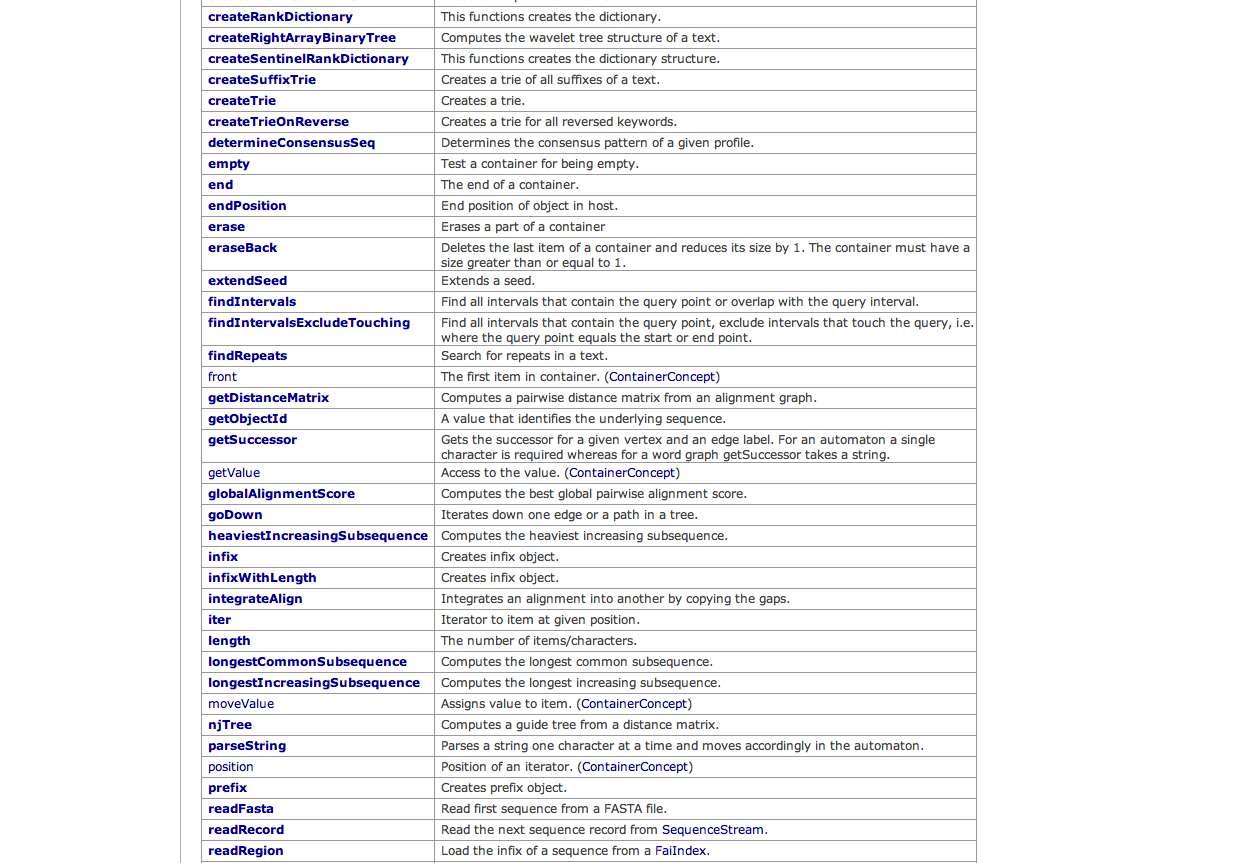 createRankDictionary This functions creates the dictionary.
createRightArrayBinaryTree Computes the wavelet tree structure of a text.
createSentinelRankDictionary This functions creates the dictionary structure.
createSuffixTrie Creates a trie of all suffixes of a text.
createTrie Creates a trie.
createTrieOnReverse Creates a trie for all reversed keywords.
determineConsensusSeq Determines the consensus pattern of a given profile.
empty Test a container for being empty.
end The end of a container.
endPosition End position of object in host.
erase Erases a part of a container
eraseBack Deletes the last item of a container and reduces its size by 1. The container must have a
size greater than or equal to 1.
extendSeed Extends a seed.
findIntervals Find all intervals that contain the query point or overlap with the query interval.
findIntervalsExcludeTouching Find all intervals that contain the query point, exclude intervals that touch the query, i.e.
where the query point equals the start or end point.
findRepeats Search for repeats in a text.
front The first item in container. (ContainerConcept)
getDistanceMatrix Computes a pairwise distance matrix from an alignment graph.
getObjectId A value that identifies the underlying sequence.
getSuccessor Gets the successor for a given vertex and an edge label. For an automaton a single
character is required whereas for a word graph getSuccessor takes a string.
getValue Access to the value. (ContainerConcept)
globalAlignmentScore Computes the best global pairwise alignment score.
goDown Iterates down one edge or a path in a tree.
heaviestIncreasingSubsequence Computes the heaviest increasing subsequence.
infix Creates infix object.
infixWithLength Creates infix object.
integrateAlign Integrates an alignment into another by copying the gaps.
iter Iterator to item at given position.
length The number of items/characters.
longestCommonSubsequence Computes the longest common subsequence.
longestIncreasingSubsequence Computes the longest increasing subsequence.
moveValue Assigns value to item. (ContainerConcept)
njTree Computes a guide tree from a distance matrix.
parseString Parses a string one character at a time and moves accordingly in the automaton.
position Position of an iterator. (ContainerConcept)
prefix Creates prefix object.
readFasta Read first sequence from a FASTA file.
readRecord Read the next sequence record from SequenceStream.
readRegion Load the infix of a sequence from a FaiIndex.